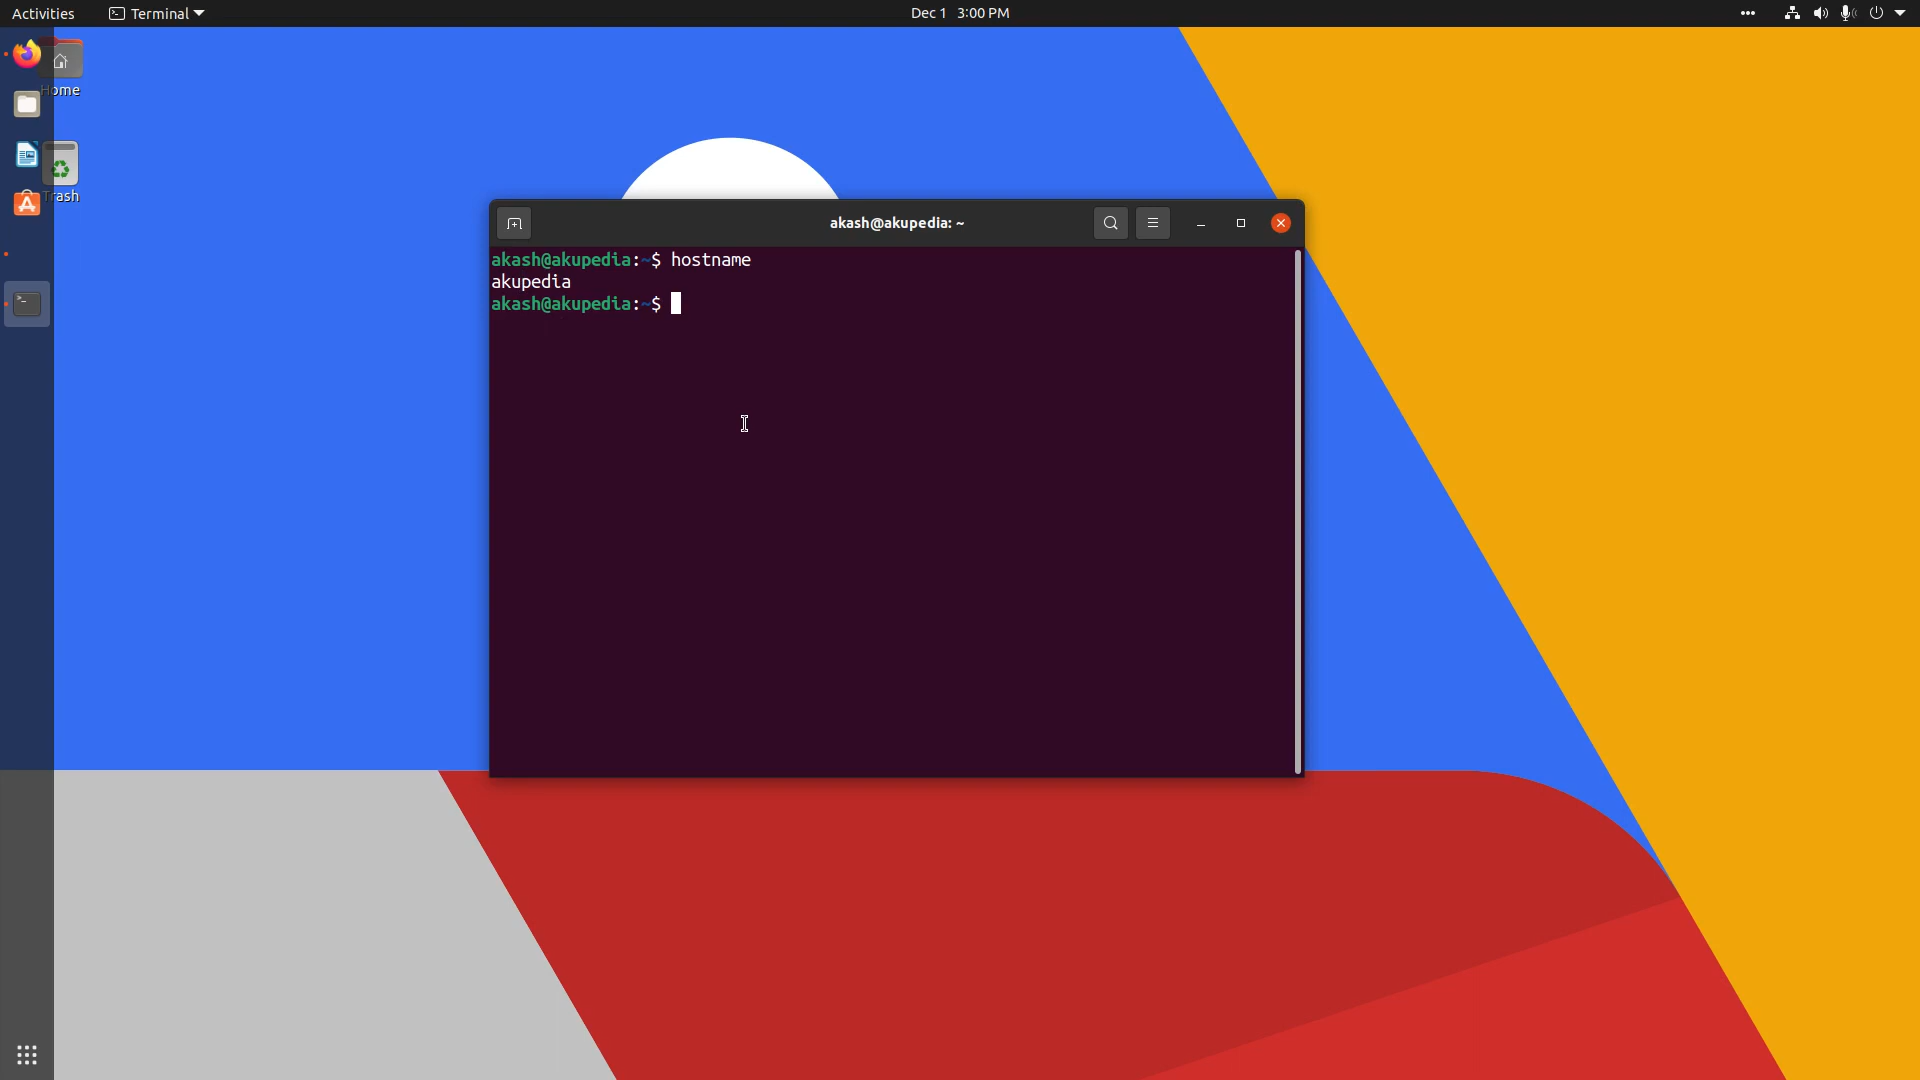 Activities
Terminal
Dec 1 3:00 PM
Home
Trash
akash@akupedia: ~
akash@akupedia:~$ hostname
akupedia
akash@akupedia:~$